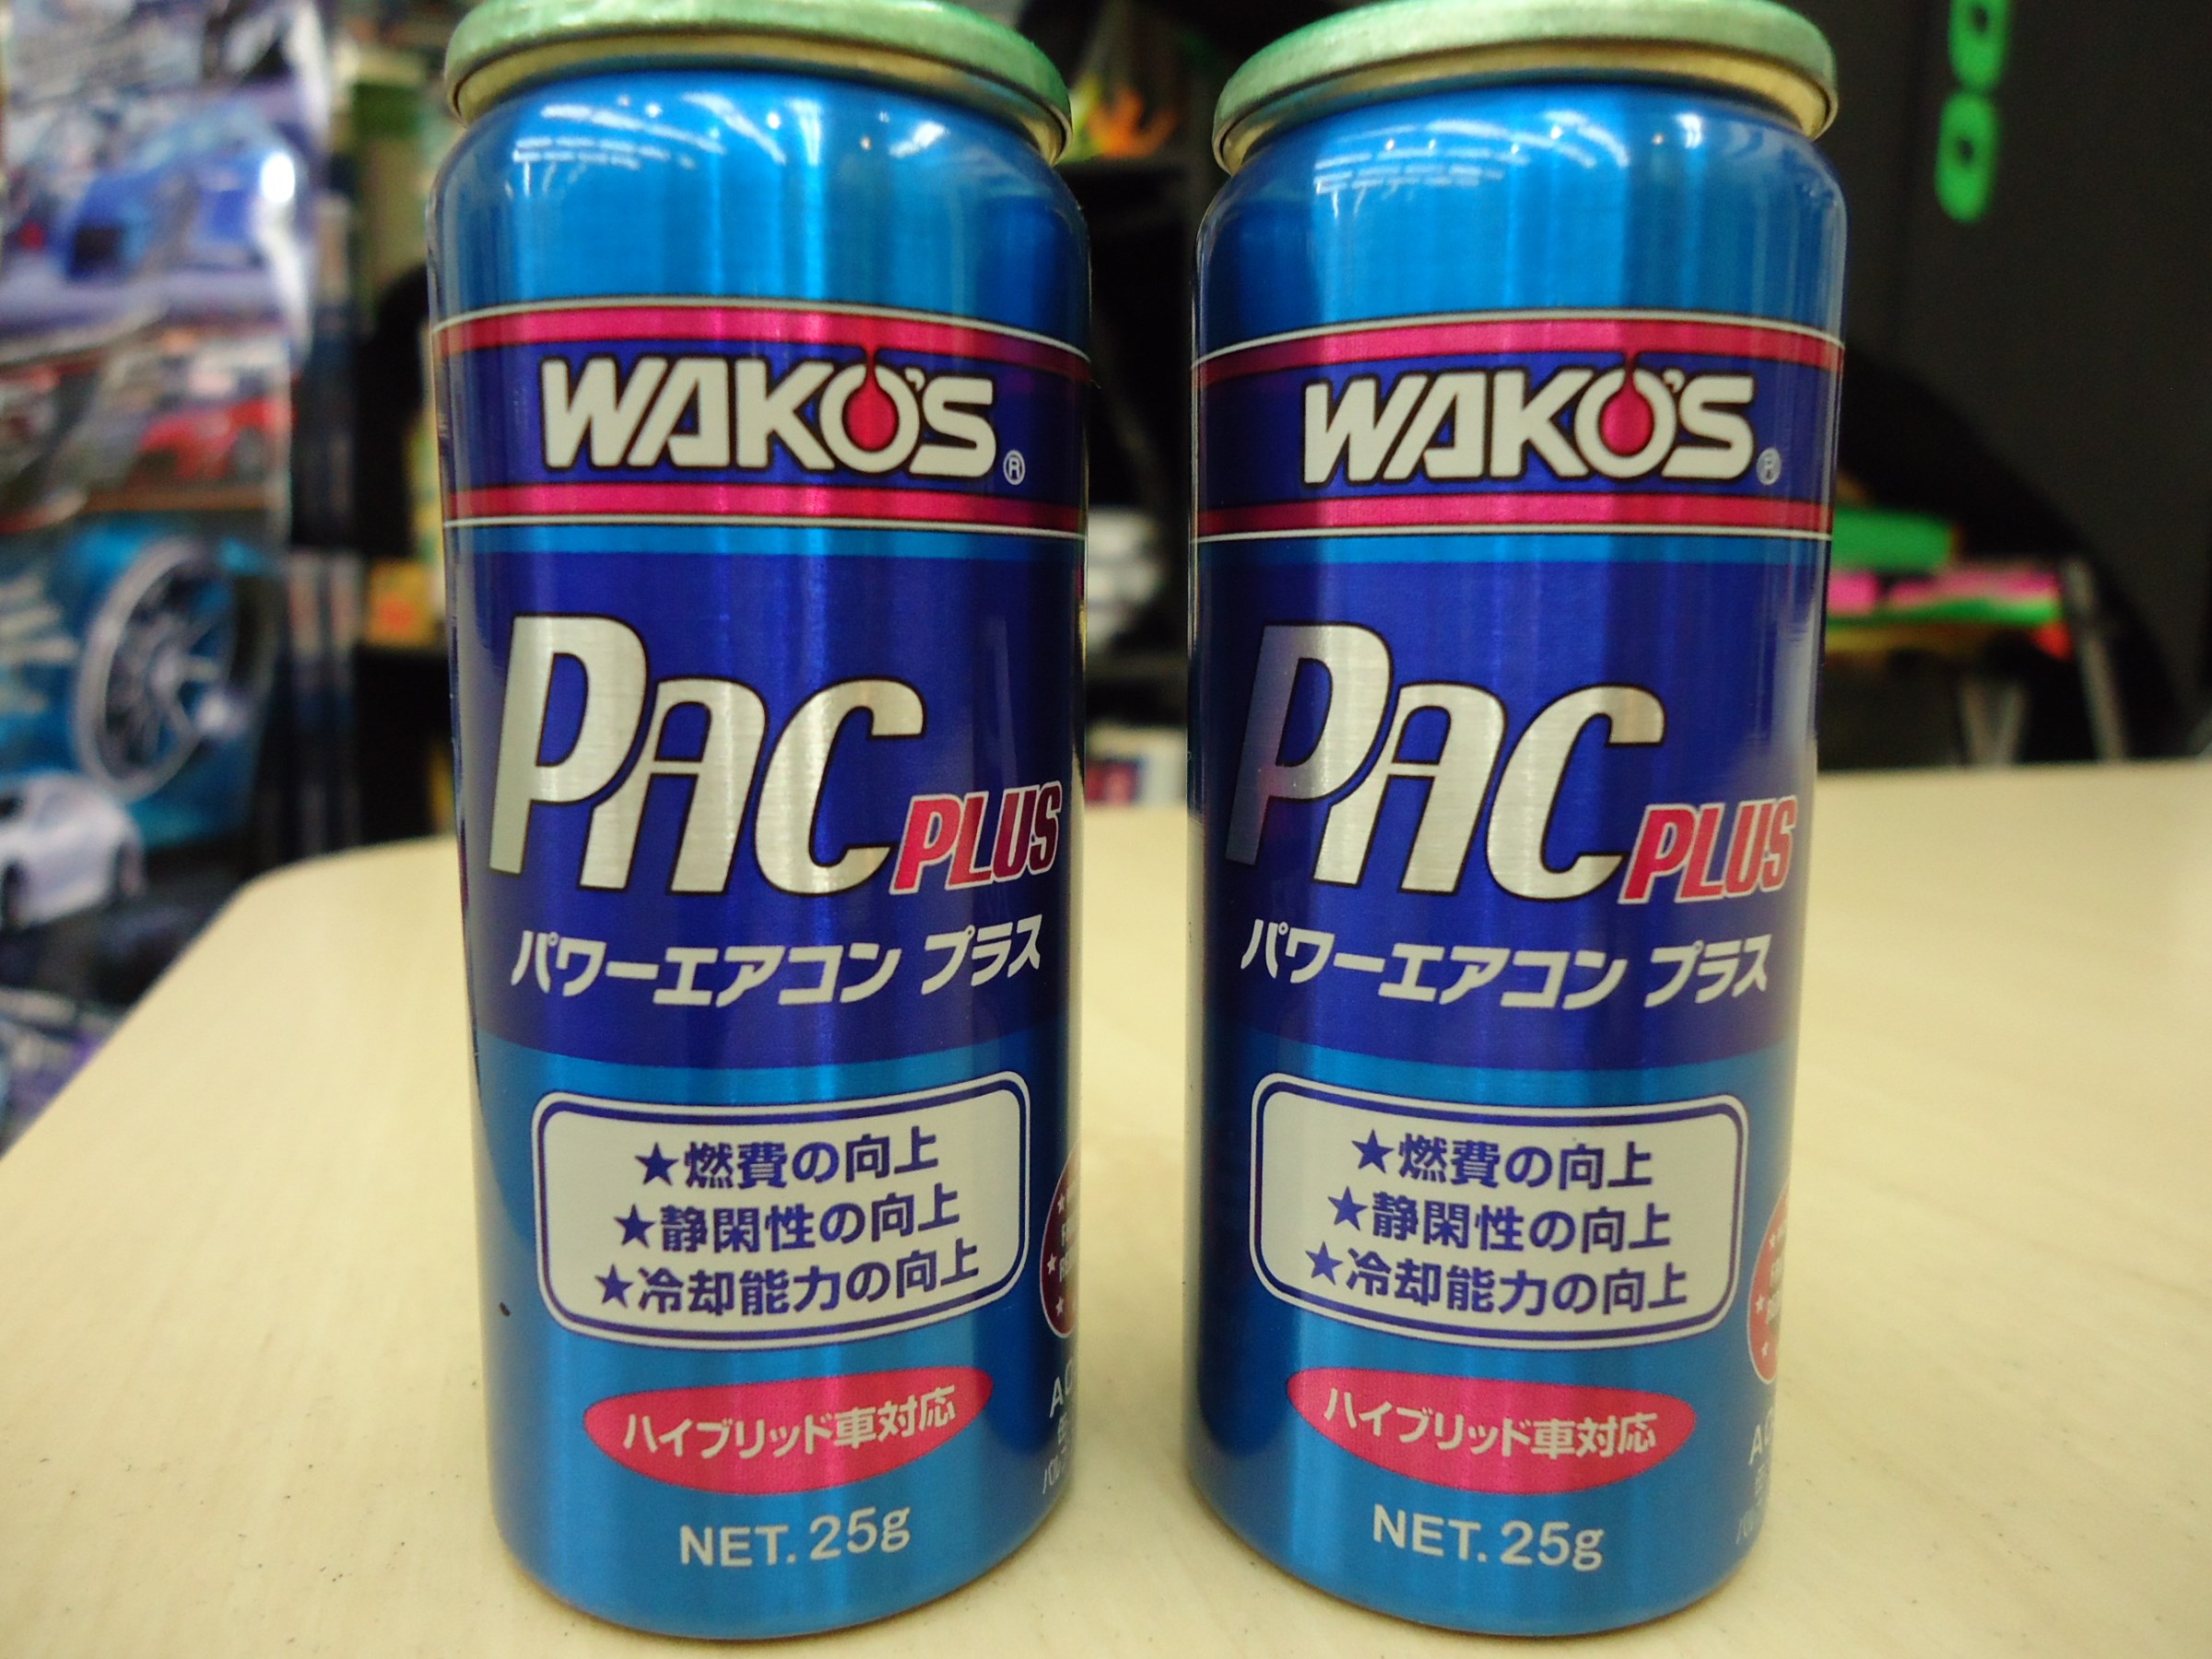 WAKO'S®
PAC PLUS
パワーエアコン プラス
★燃費の向上
★静閑性の向上
★冷却能力の向上
ハイブリッド車対応
NET. 25g
WAKO'S®
PAC PLUS
パワーエアコン プラス
★燃費の向上
★静閑性の向上
★冷却能力の向上
ハイブリッド車対応
NET. 25g